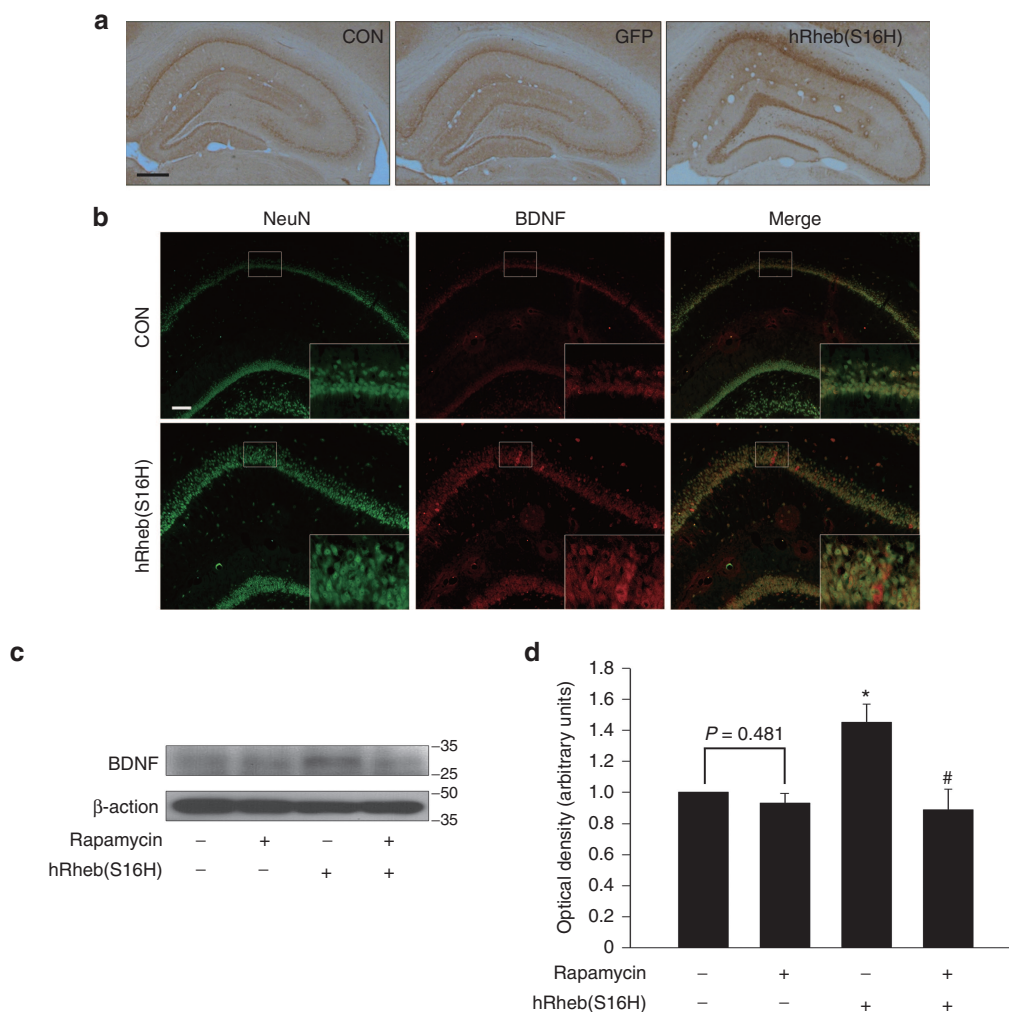 a
CON GFP hRheb(S16H)
b
NeuN BDNF Merge
CON
hRheb(S16H)
c
BDNF –35
–25
β-action –50
–35
Rapamycin – + – +
hRheb(S16H) – – + +
d
Optical density (arbitrary units)
1.8
1.6
1.4
1.2
1.0
0.8
0.6
0.4
0.2
0
P = 0.481
*
#
Rapamycin – + – +
hRheb(S16H) – – + +